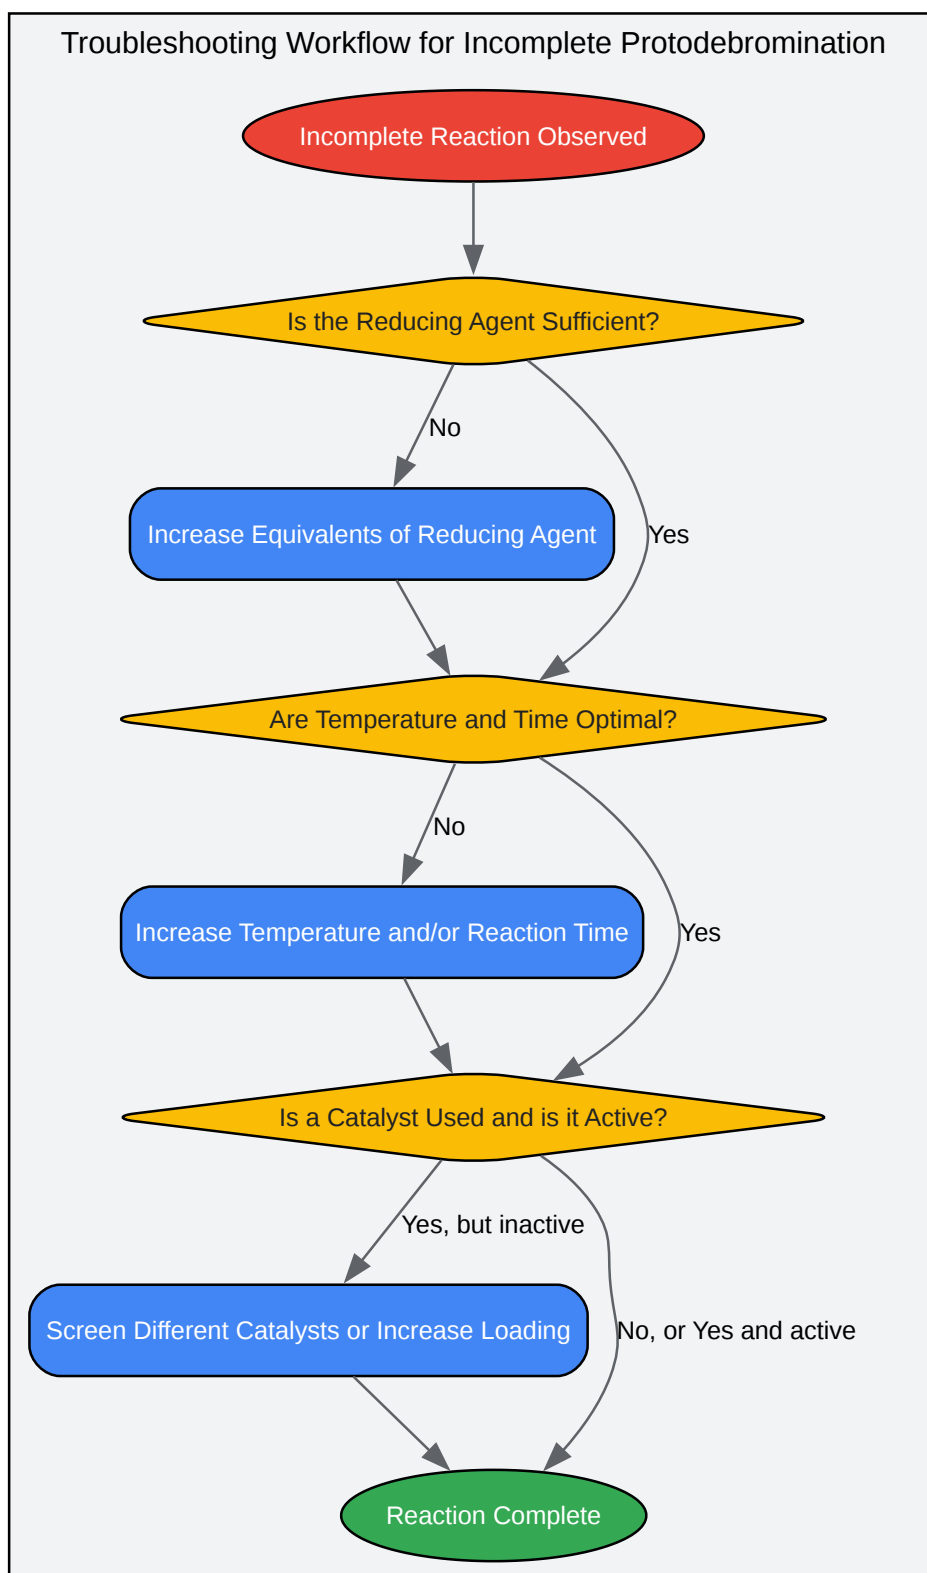 Troubleshooting Workflow for Incomplete Protodebromination
Incomplete Reaction Observed
Is the Reducing Agent Sufficient?
No
Increase Equivalents of Reducing Agent
Yes
Are Temperature and Time Optimal?
No
Increase Temperature and/or Reaction Time
Yes
Is a Catalyst Used and is it Active?
Yes, but inactive
Screen Different Catalysts or Increase Loading
No, or Yes and active
Reaction Complete